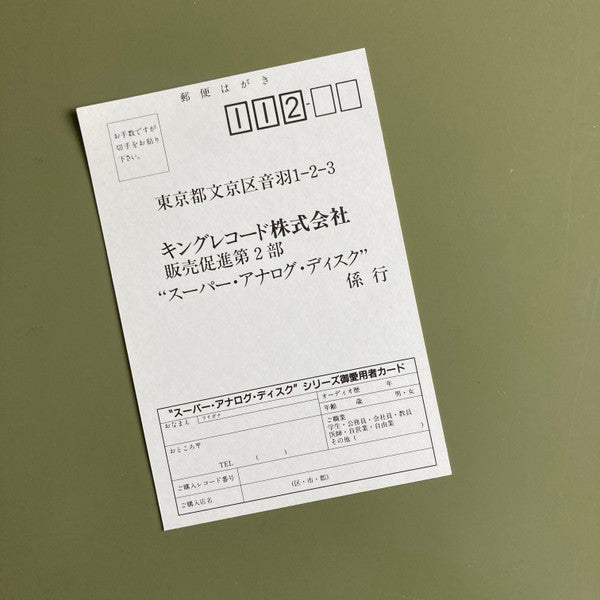 郵便はがき
112-
お手数ですが
切手をお貼り
下さい。
東京都文京区音羽1-2-3
キングレコード株式会社
販売促進第2部
“スーパー・アナログ・ディスク”
係 行
“スーパー・アナログ・ディスク” シリーズ御愛用者カード
おなまえ フリガナ
オーディオ歴 年
年齢 歳 男・女
おところ〒
TEL ( )
ご職業
学生・公務員・会社員・教員
医師・自営業・自由業
その他 ( )
ご購入レコード番号
ご購入店名 (区・市・郡)